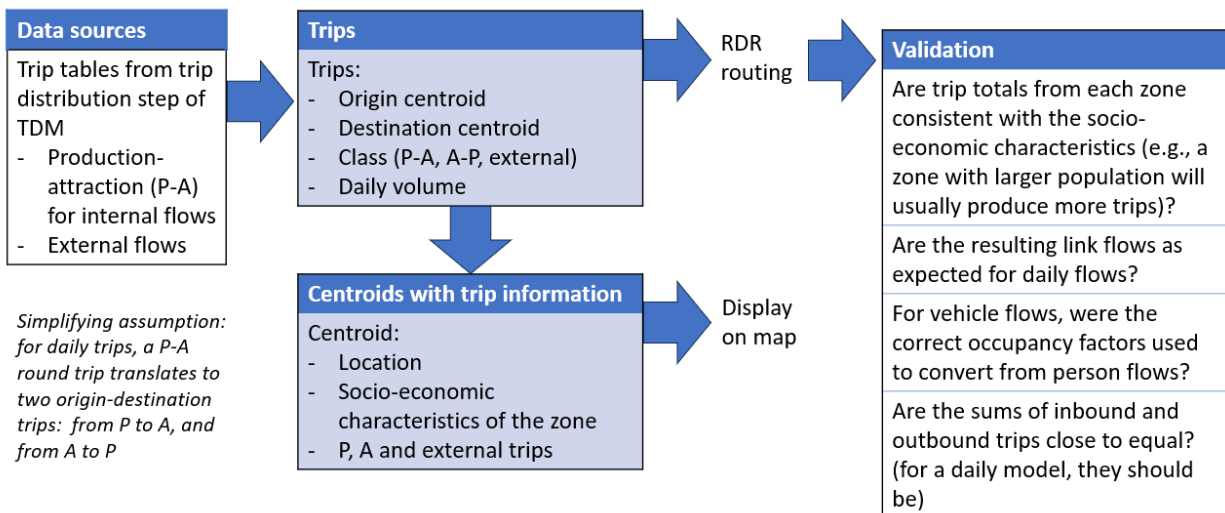 Data sources
Trip tables from trip
distribution step of
TDM
- Production-
attraction (P-A)
for internal flows
- External flows
Simplifying assumption:
for daily trips, a P-A
round trip translates to
two origin-destination
trips: from P to A, and
from A to P
Trips
Trips:
- Origin centroid
- Destination centroid
- Class (P-A, A-P, external)
- Daily volume
Centroids with trip information
Centroid:
- Location
- Socio-economic
characteristics of the zone
- P, A and external trips
RDR
routing
Display
on map
Validation
Are trip totals from each zone
consistent with the socio-
economic characteristics (e.g., a
zone with larger population will
usually produce more trips)?
Are the resulting link flows as
expected for daily flows?
For vehicle flows, were the
correct occupancy factors used
to convert from person flows?
Are the sums of inbound and
outbound trips close to equal?
(for a daily model, they should
be)